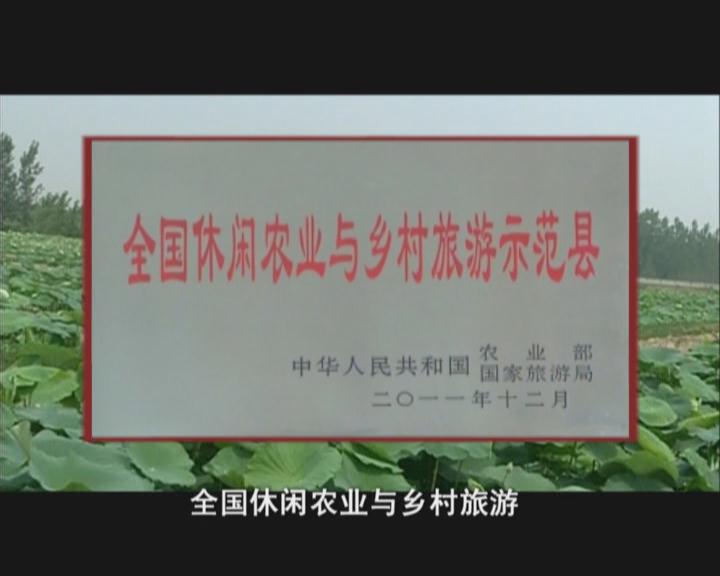 全国休闲农业与乡村旅游示范县
中华人民共和国 农业部
国家旅游局
二〇一一年十二月
全国休闲农业与乡村旅游